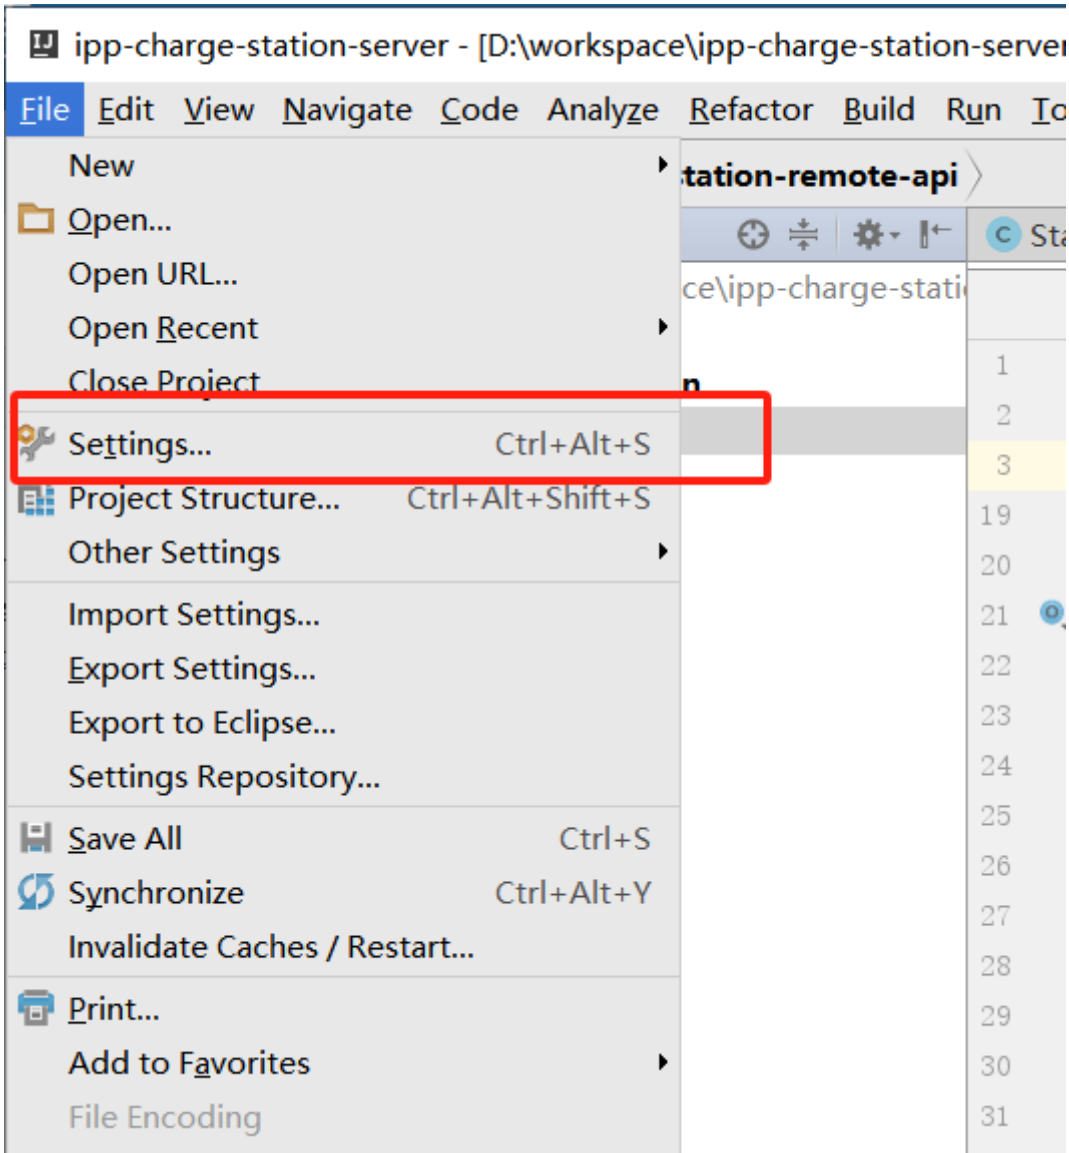 IJ ipp-charge-station-server - [D:\workspace\ipp-charge-station-server
File Edit View Navigate Code Analyze Refactor Build Run To
New
tation-remote-api
Open...
C Sta
Open URL...
ce\ipp-charge-statio
Open Recent
Close Project
n
Settings... Ctrl+Alt+S
Project Structure... Ctrl+Alt+Shift+S
Other Settings
Import Settings...
Export Settings...
Export to Eclipse...
Settings Repository...
Save All Ctrl+S
Synchronize Ctrl+Alt+Y
Invalidate Caches / Restart...
Print...
Add to Favorites
File Encoding
1
2
3
19
20
21
22
23
24
25
26
27
28
29
30
31